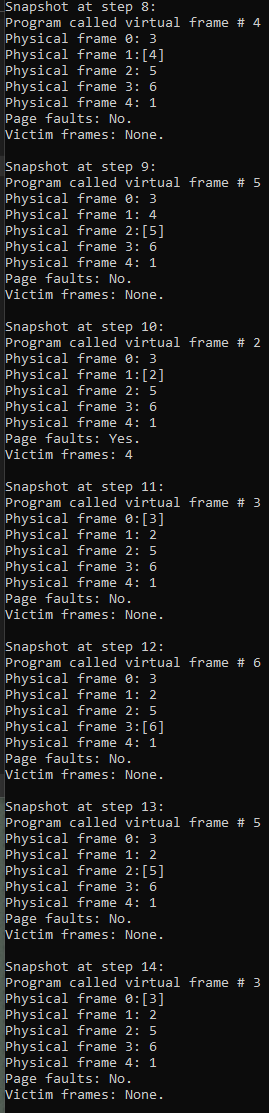 Snapshot at step 8:
Program called virtual frame # 4
Physical frame 0: 3
Physical frame 1:[4]
Physical frame 2: 5
Physical frame 3: 6
Physical frame 4: 1
Page faults: No.
Victim frames: None.

Snapshot at step 9:
Program called virtual frame # 5
Physical frame 0: 3
Physical frame 1: 4
Physical frame 2:[5]
Physical frame 3: 6
Physical frame 4: 1
Page faults: No.
Victim frames: None.

Snapshot at step 10:
Program called virtual frame # 2
Physical frame 0: 3
Physical frame 1:[2]
Physical frame 2: 5
Physical frame 3: 6
Physical frame 4: 1
Page faults: Yes.
Victim frames: 4

Snapshot at step 11:
Program called virtual frame # 3
Physical frame 0:[3]
Physical frame 1: 2
Physical frame 2: 5
Physical frame 3: 6
Physical frame 4: 1
Page faults: No.
Victim frames: None.

Snapshot at step 12:
Program called virtual frame # 6
Physical frame 0: 3
Physical frame 1: 2
Physical frame 2: 5
Physical frame 3:[6]
Physical frame 4: 1
Page faults: No.
Victim frames: None.

Snapshot at step 13:
Program called virtual frame # 5
Physical frame 0: 3
Physical frame 1: 2
Physical frame 2:[5]
Physical frame 3: 6
Physical frame 4: 1
Page faults: No.
Victim frames: None.

Snapshot at step 14:
Program called virtual frame # 3
Physical frame 0:[3]
Physical frame 1: 2
Physical frame 2: 5
Physical frame 3: 6
Physical frame 4: 1
Page faults: No.
Victim frames: None.